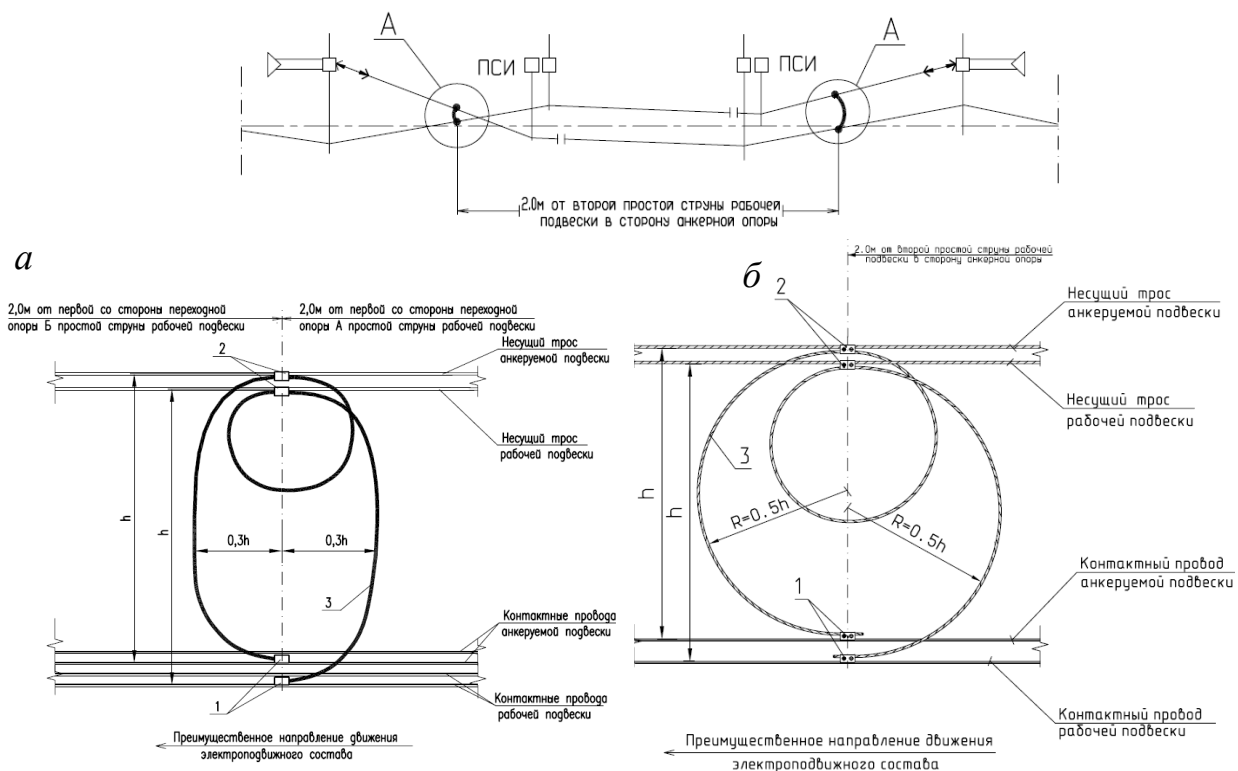 А
ПСИ
ПСИ
А
2.0м от второй простой струны рабочей
подвески в сторону анкерной опоры
а
2,0м от первой со стороны переходной
опоры Б простой струны рабочей подвески
2,0м от первой со стороны переходной
опоры А простой струны рабочей подвески
2
Несущий трос
анкеруемой подвески
Несущий трос
рабочей подвески
h
h
0,3h
0,3h
3
Контактные провода
анкеруемой подвески
1
Контактные провода
рабочей подвески
Преимущественное направление движения
электроподвижного состава
б
2.0м от второй простой струны рабочей
подвески в сторону анкерной опоры
2
Несущий трос
анкеруемой подвески
Несущий трос
рабочей подвески
3
h
h
R=0.5h
R=0.5h
1
Контактный провод
анкеруемой подвески
Контактный провод
рабочей подвески
Преимущественное направление движения
электроподвижного состава